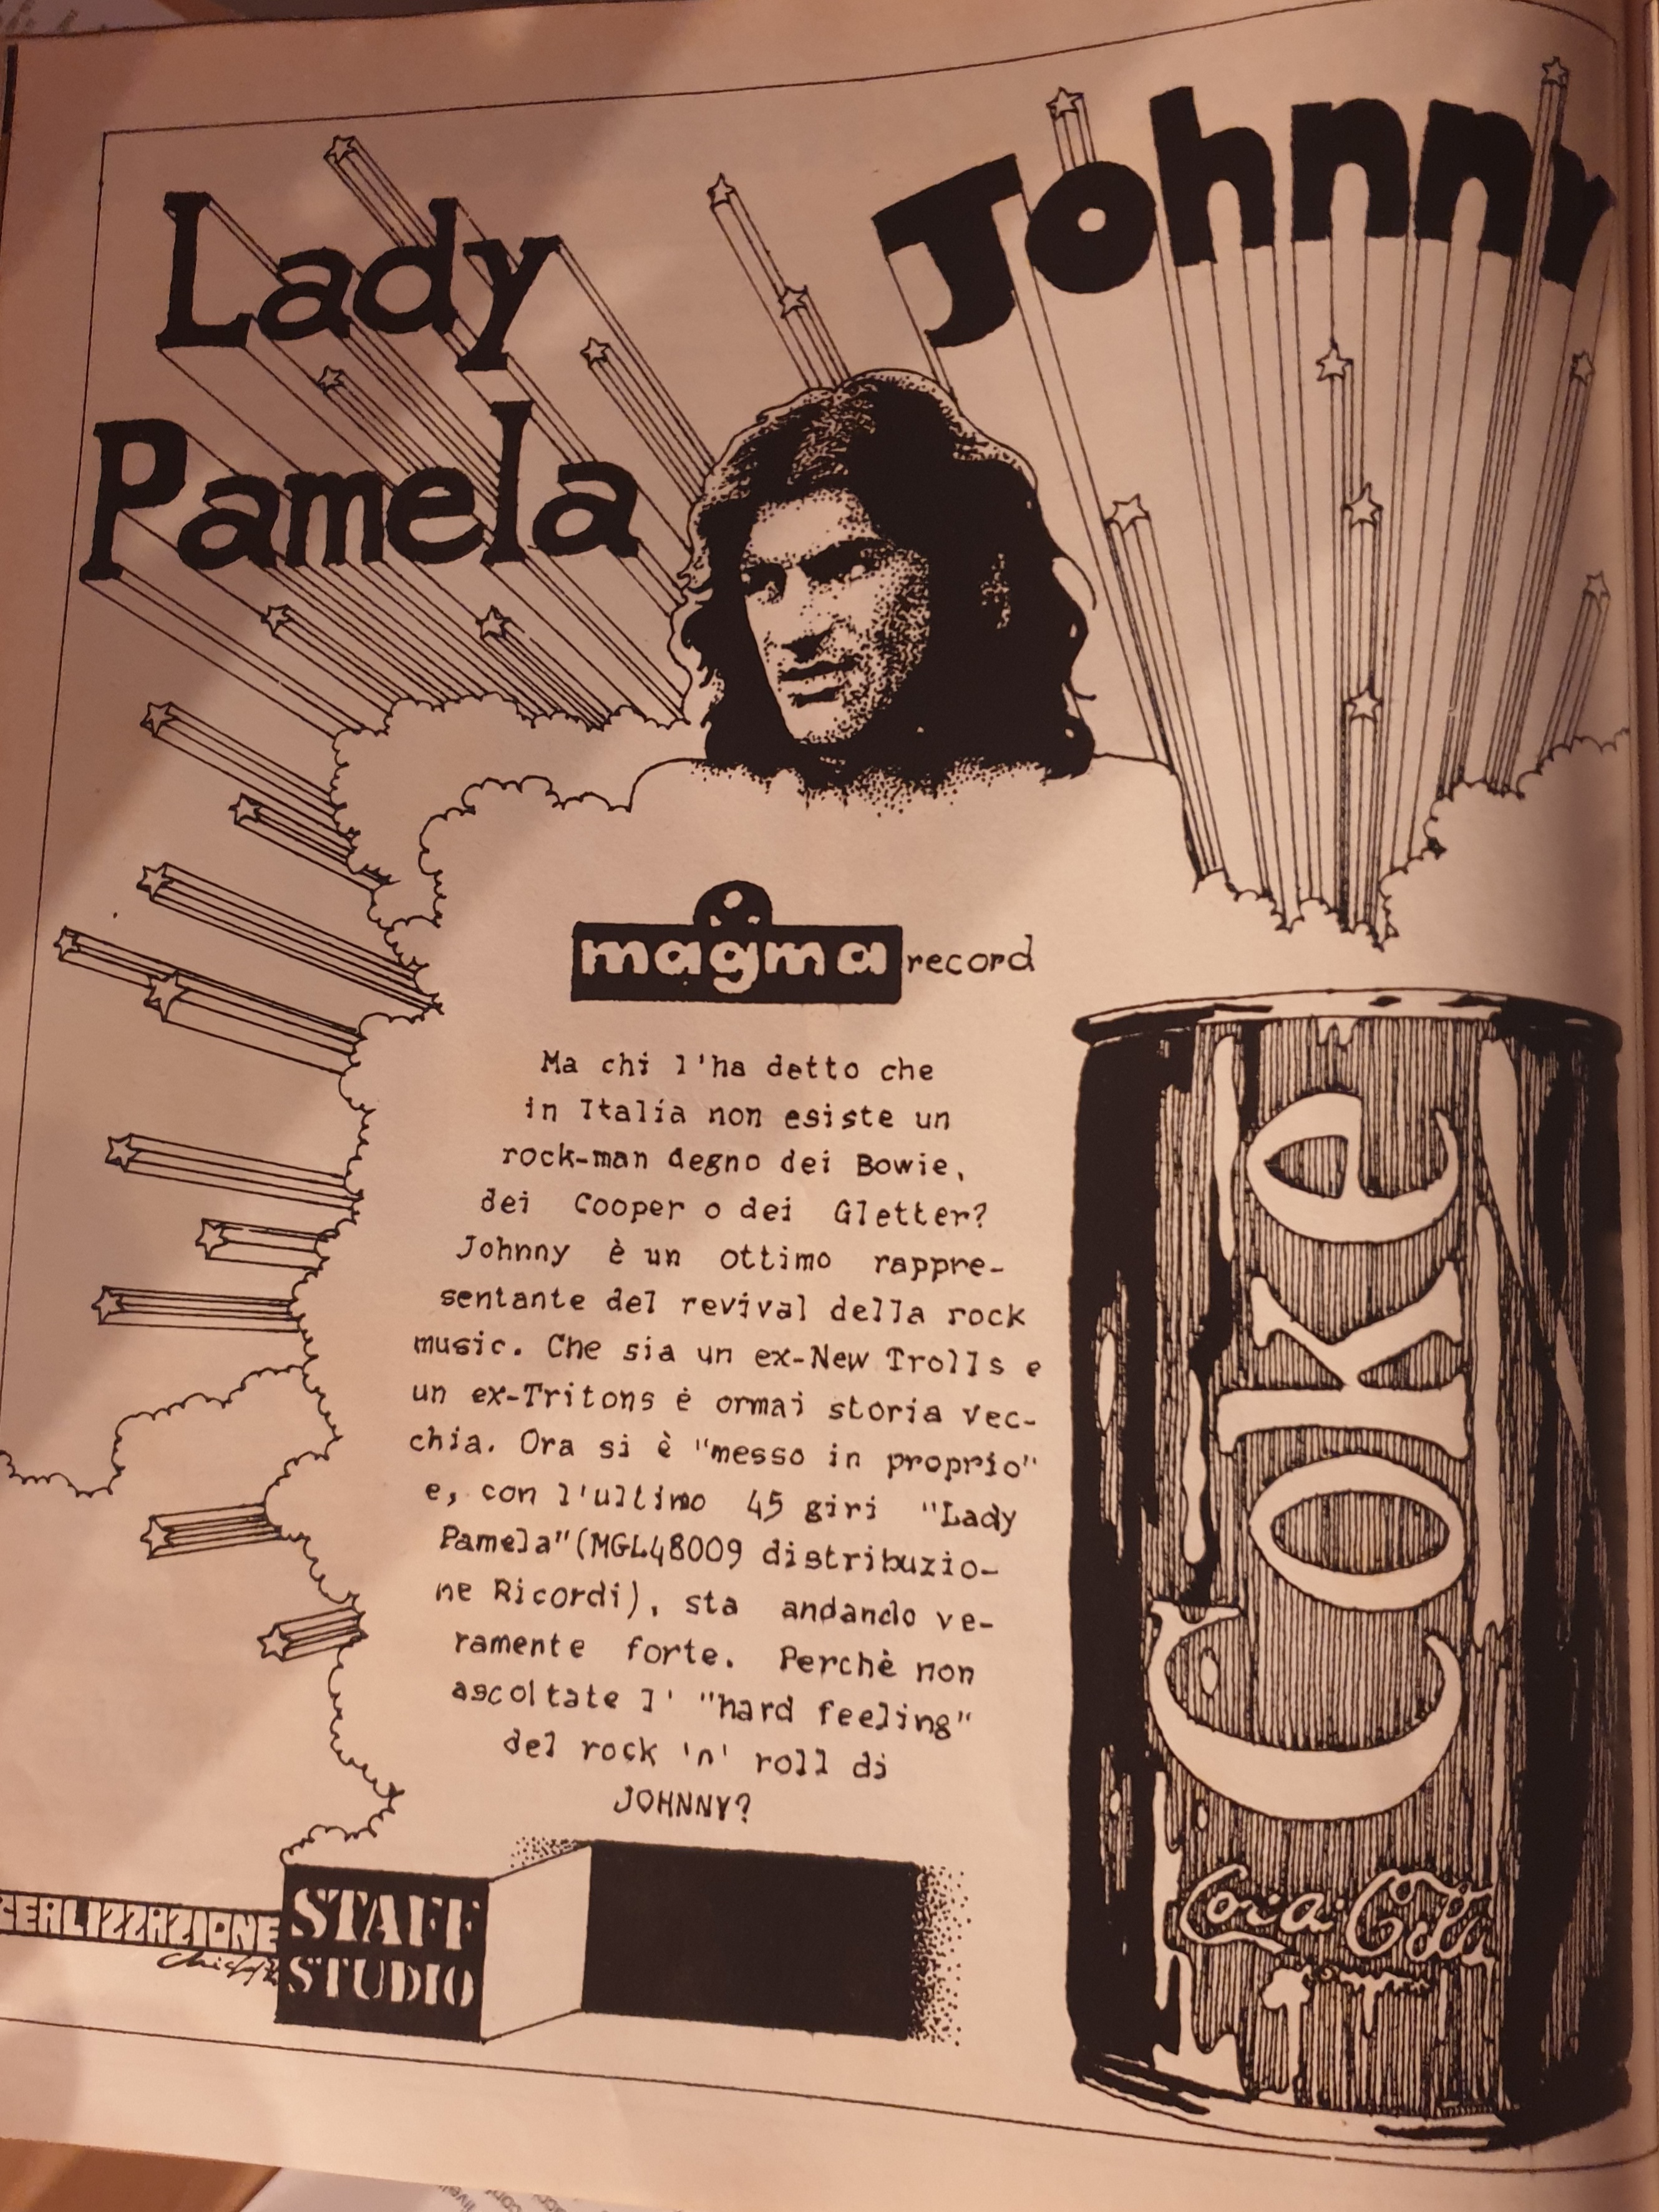 Lady
Pamela
Johnny
magma record
Ma chi l'ha detto che
in Italia non esiste un
rock-man degno dei Bowie,
dei Cooper o dei Gletter?
Johnny è un ottimo rappre-
sentante del revival della rock
music. Che sia un ex-New Trolls e
un ex-Tritons è ormai storia vec-
chia. Ora si è "messo in proprio"
e, con l'ultimo 45 giri "Lady
Pamela"(MGL48009 distribuzio-
ne Ricordi), sta andando ve-
ramente forte. Perchè non
ascoltate l' "hard feeling"
del rock 'n' roll di
JOHNNY?
COKE
Coca-Cola
REALIZZAZIONE
STAFF
STUDIO